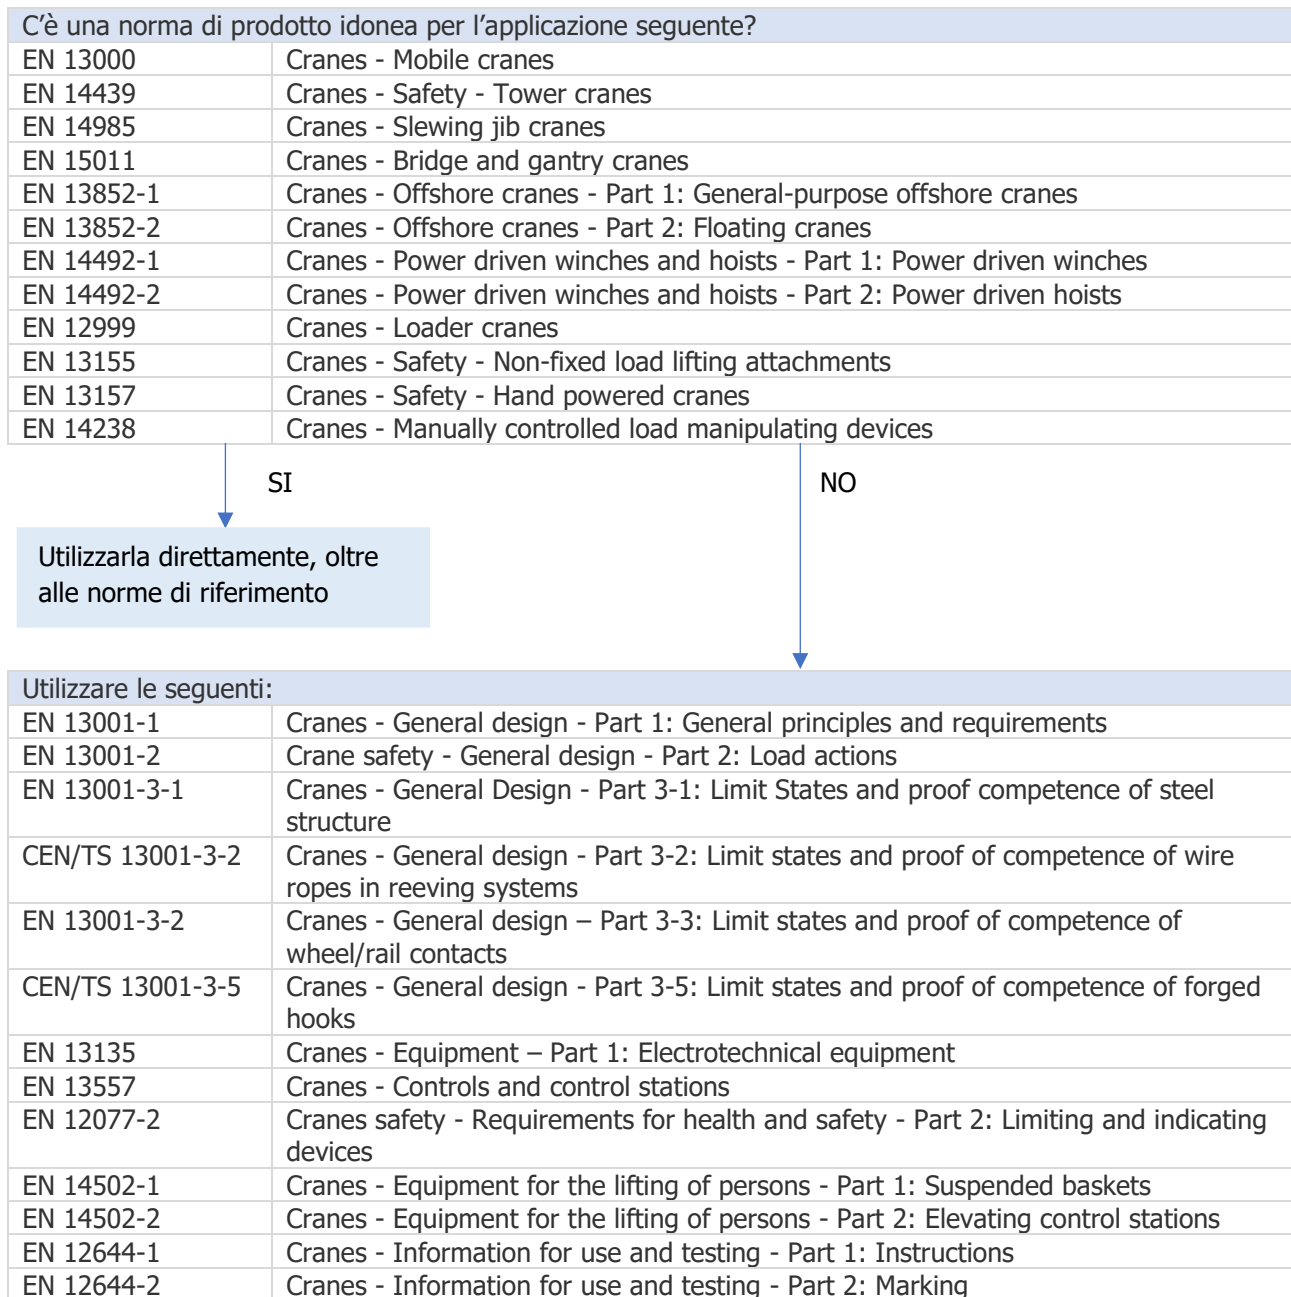 C’è una norma di prodotto idonea per l’applicazione seguente?
EN 13000 Cranes - Mobile cranes
EN 14439 Cranes - Safety - Tower cranes
EN 14985 Cranes - Slewing jib cranes
EN 15011 Cranes - Bridge and gantry cranes
EN 13852-1 Cranes - Offshore cranes - Part 1: General-purpose offshore cranes
EN 13852-2 Cranes - Offshore cranes - Part 2: Floating cranes
EN 14492-1 Cranes - Power driven winches and hoists - Part 1: Power driven winches
EN 14492-2 Cranes - Power driven winches and hoists - Part 2: Power driven hoists
EN 12999 Cranes - Loader cranes
EN 13155 Cranes - Safety - Non-fixed load lifting attachments
EN 13157 Cranes - Safety - Hand powered cranes
EN 14238 Cranes - Manually controlled load manipulating devices
SI NO
Utilizzarla direttamente, oltre
alle norme di riferimento
Utilizzare le seguenti:
EN 13001-1 Cranes - General design - Part 1: General principles and requirements
EN 13001-2 Crane safety - General design - Part 2: Load actions
EN 13001-3-1 Cranes - General Design - Part 3-1: Limit States and proof competence of steel
structure
CEN/TS 13001-3-2 Cranes - General design - Part 3-2: Limit states and proof of competence of wire
ropes in reeving systems
EN 13001-3-2 Cranes - General design – Part 3-3: Limit states and proof of competence of
wheel/rail contacts
CEN/TS 13001-3-5 Cranes - General design - Part 3-5: Limit states and proof of competence of forged
hooks
EN 13135 Cranes - Equipment – Part 1: Electrotechnical equipment
EN 13557 Cranes - Controls and control stations
EN 12077-2 Cranes safety - Requirements for health and safety - Part 2: Limiting and indicating
devices
EN 14502-1 Cranes - Equipment for the lifting of persons - Part 1: Suspended baskets
EN 14502-2 Cranes - Equipment for the lifting of persons - Part 2: Elevating control stations
EN 12644-1 Cranes - Information for use and testing - Part 1: Instructions
EN 12644-2 Cranes - Information for use and testing - Part 2: Marking